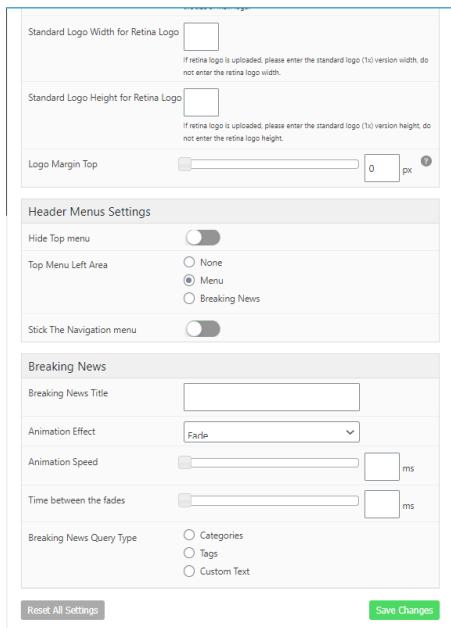 Standard Logo Width for Retina Logo
If retina logo is uploaded, please enter the standard logo (1x) version width, do
not enter the retina logo width.
Standard Logo Height for Retina Logo
If retina logo is uploaded, please enter the standard logo (1x) version height, do
not enter the retina logo height.
Logo Margin Top
0 px ?
Header Menus Settings
Hide Top menu
Top Menu Left Area
None
Menu
Breaking News
Stick The Navigation menu
Breaking News
Breaking News Title
Animation Effect
Fade
Animation Speed
ms
Time between the fades
ms
Breaking News Query Type
Categories
Tags
Custom Text
Reset All Settings
Save Changes